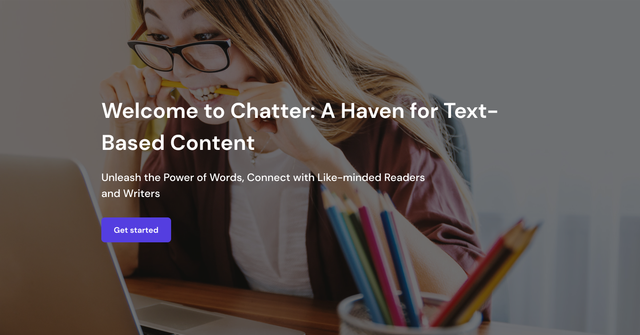 Welcome to Chatter: A Haven for Text-
Based Content
Unleash the Power of Words, Connect with Like-minded Readers
and Writers
Get started